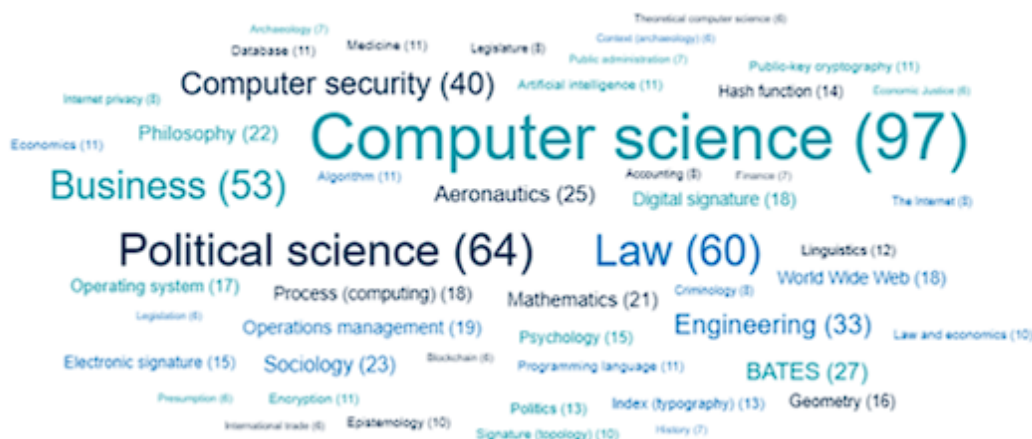 Theoretical computer science (6)
Archaeology (7)
Context (archaeology) (6)
Database (11) Medicine (11) Legislature (8)
Public administration (7)
Public-key cryptography (11)
Computer security (40) Artificial intelligence (11) Hash function (14) Economic Justice (6)
Internet privacy (8)
Philosophy (22) Computer science (97)
Economics (11)
Business (53) Algorithm (11) Aeronautics (25) Accounting (8) Finance (7)
Digital signature (18) The Internet (8)
Political science (64) Law (60) Linguistics (12)
World Wide Web (18)
Operating system (17) Process (computing) (18) Mathematics (21) Criminology (8)
Legislation (6) Operations management (19) Psychology (15) Engineering (33) Law and economics (10)
Electronic signature (15) Sociology (23) Blockchain (6) Programming language (11) BATES (27)
Presumption (6) Encryption (11) Politics (13) Index (typography) (13) Geometry (16)
International trade (6) Epistemology (10) Signature (topology) (10) History (7)